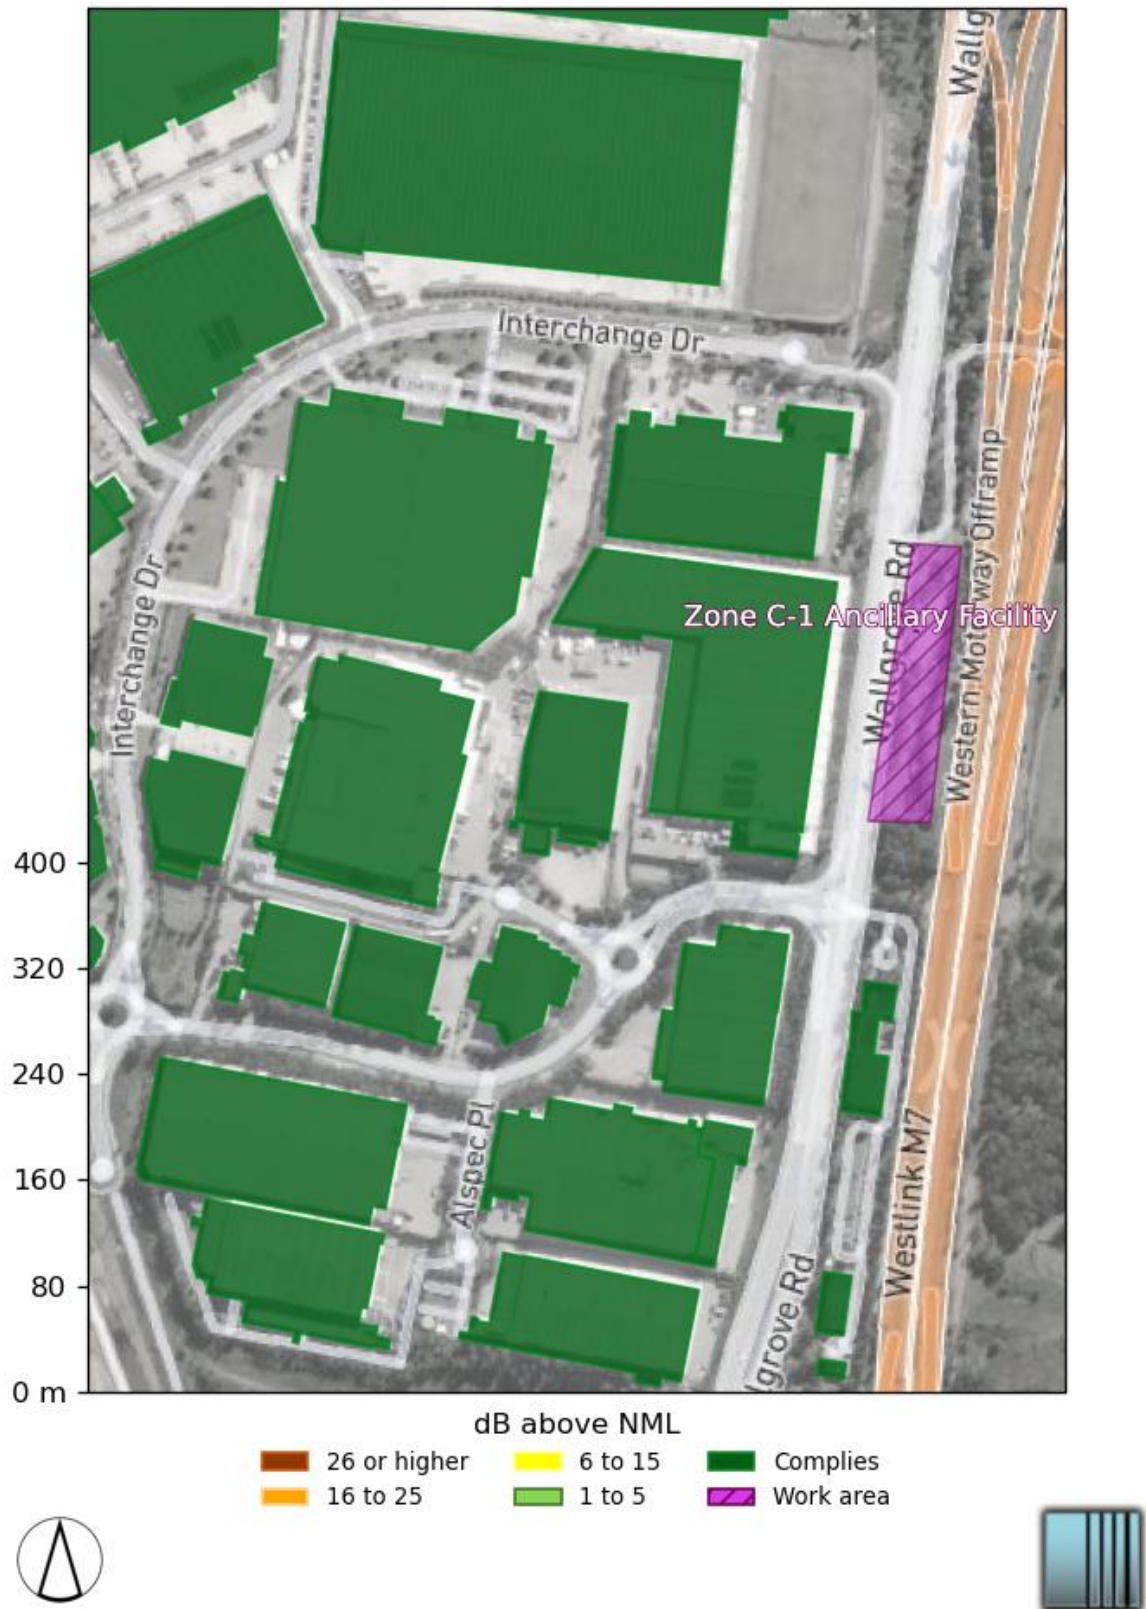 Wallg
Interchange Dr
Western Motorway Offramp
Wallgrove Rd
Zone C-1 Ancillary Facility
Interchange Dr
400
320
240
160
80
0 m
Alspec Pl
Westlink M7
lgrove Rd
dB above NML
26 or higher
6 to 15
Complies
16 to 25
1 to 5
Work area